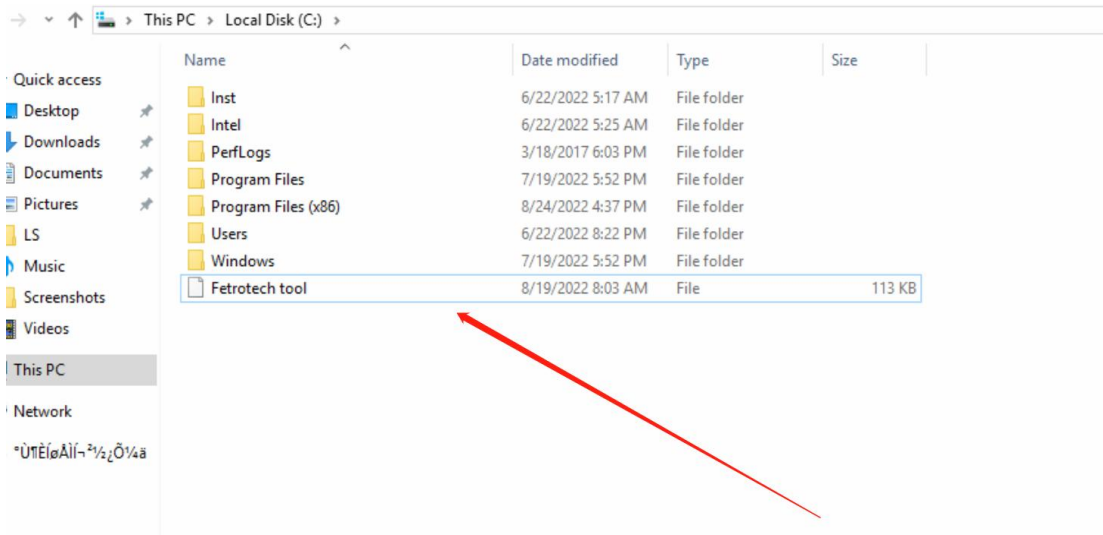 This PC > Local Disk (C:) >
Name Date modified Type Size
Quick access
Desktop
Downloads
Documents
Pictures
LS
Music
Screenshots
Videos
This PC
Network
°Ù¶ÈÍøÅÌÍ¬²½¿Õ¼ä
Inst 6/22/2022 5:17 AM File folder
Intel 6/22/2022 5:25 AM File folder
PerfLogs 3/18/2017 6:03 PM File folder
Program Files 7/19/2022 5:52 PM File folder
Program Files (x86) 8/24/2022 4:37 PM File folder
Users 6/22/2022 8:22 PM File folder
Windows 7/19/2022 5:52 PM File folder
Fetrotech tool 8/19/2022 8:03 AM File 113 KB